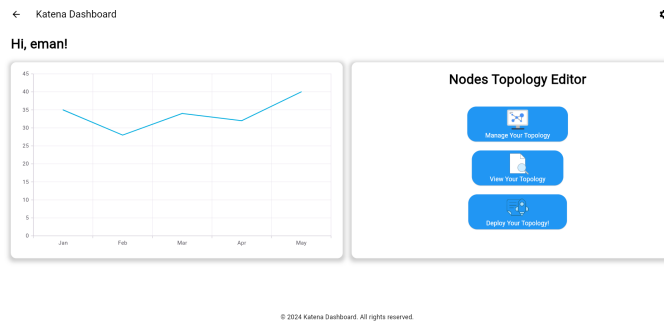 Katena Dashboard
Hi, eman!
45
40
35
30
25
20
15
10
5
0
Jan
Feb
Mar
Apr
May
Nodes Topology Editor
Manage Your Topology
View Your Topology
Deploy Your Topology!
© 2024 Katena Dashboard. All rights reserved.